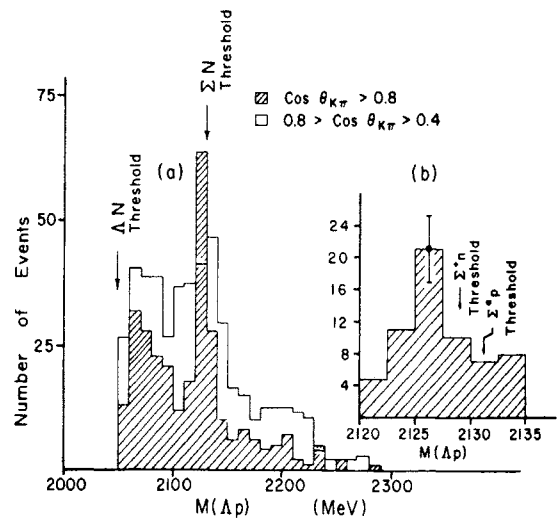 75
50
25
Number of Events
ΛN Threshold
ΣN Threshold
Cos θKπ > 0.8
0.8 > Cos θKπ > 0.4
(a)
(b)
24
20
16
12
8
4
Σ⁺n Threshold
Σ°p Threshold
2120 2125 2130 2135
M(Λp)
2000 2100 2200 2300
M(Λp) (MeV)